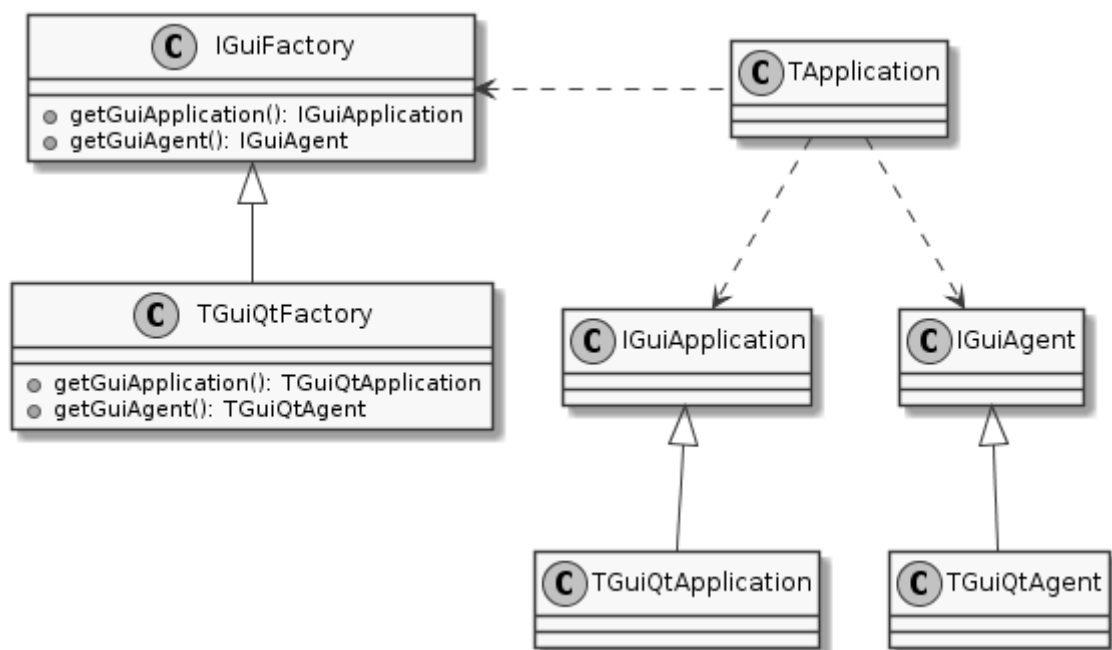 C IGuiFactory
getGuiApplication(): IGuiApplication
getGuiAgent(): IGuiAgent
C TApplication
C TGuiQtFactory
getGuiApplication(): TGuiQtApplication
getGuiAgent(): TGuiQtAgent
C IGuiApplication
C IGuiAgent
C TGuiQtApplication
C TGuiQtAgent